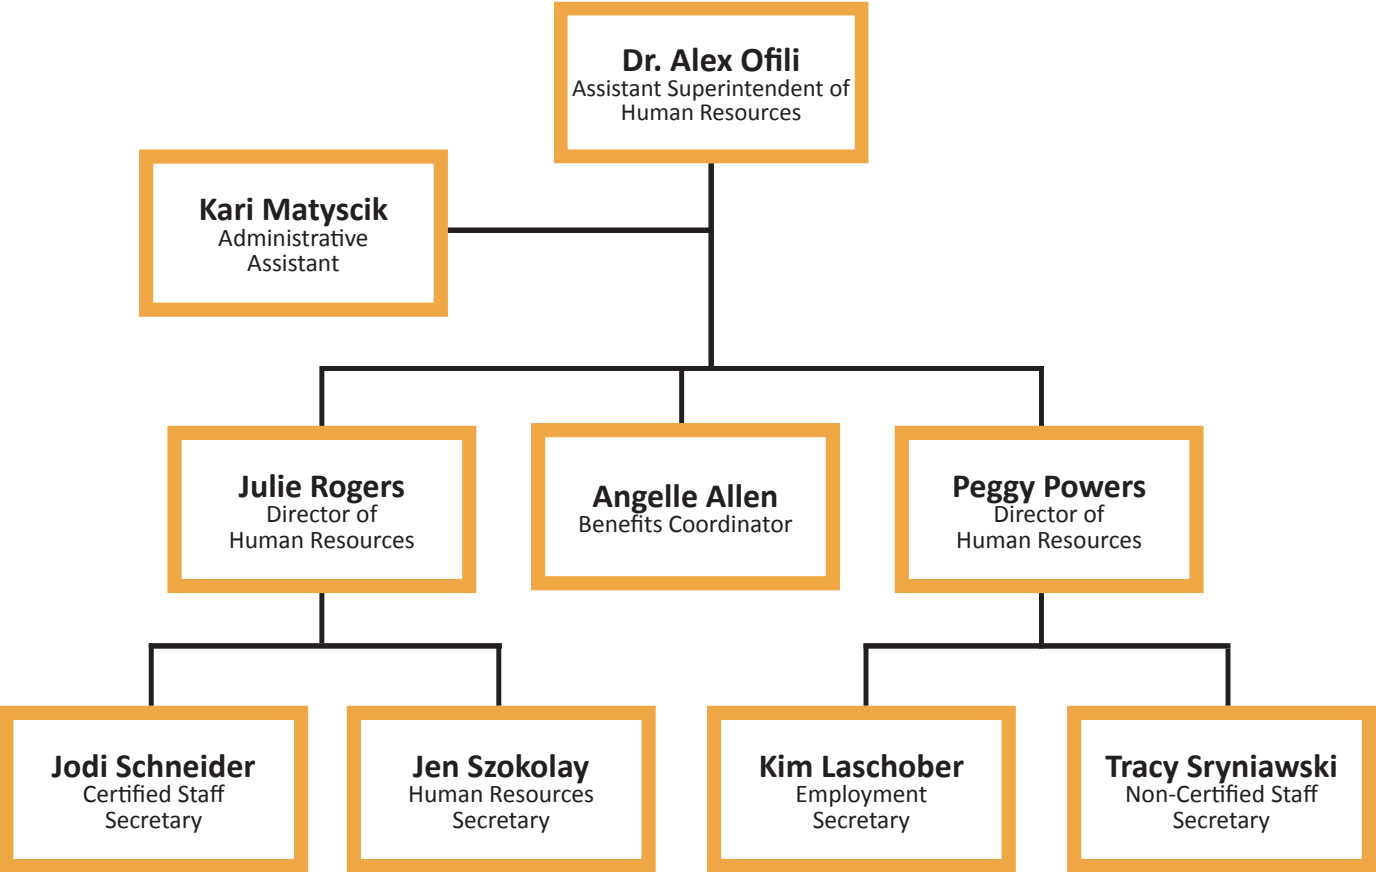 Dr. Alex Ofili
Assistant Superintendent of
Human Resources
Kari Matyscik
Administrative
Assistant
Julie Rogers
Director of
Human Resources
Angelle Allen
Benefits Coordinator
Peggy Powers
Director of
Human Resources
Jodi Schneider
Certified Staff
Secretary
Jen Szokolay
Human Resources
Secretary
Kim Laschober
Employment
Secretary
Tracy Sryniawski
Non-Certified Staff
Secretary